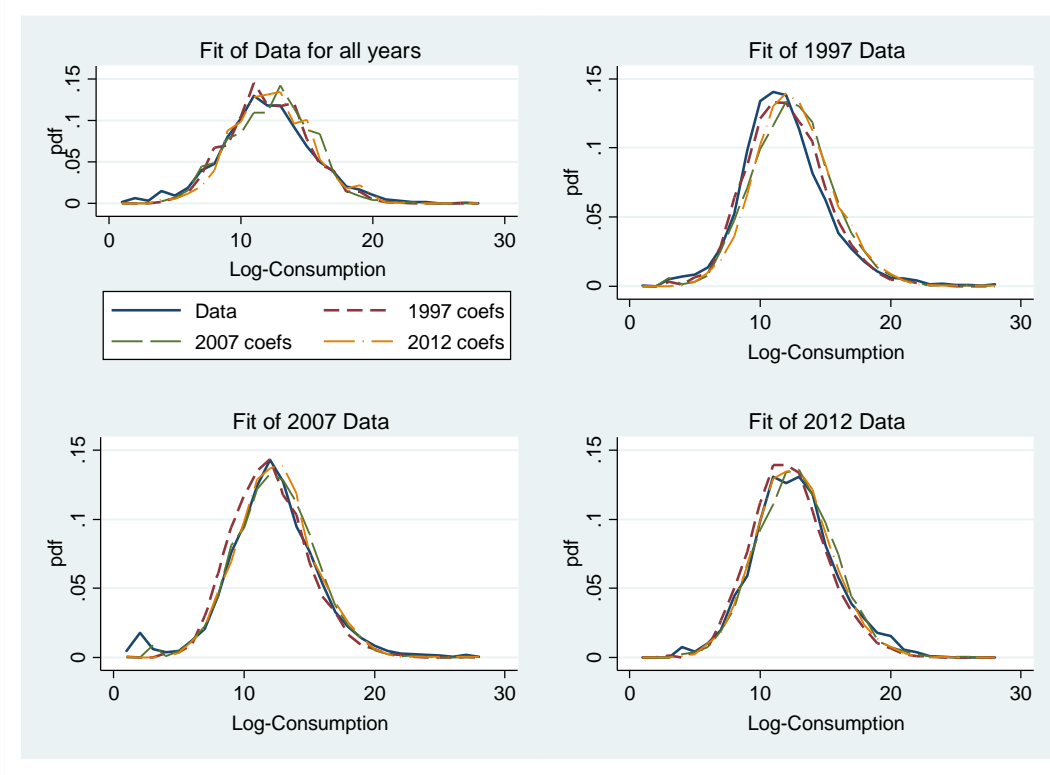 Fit of Data for all years
pdf
0 .05 .1 .15
0 10 20 30
Log-Consumption
Data 1997 coefs
2007 coefs 2012 coefs
Fit of 1997 Data
pdf
0 .05 .1 .15
0 10 20 30
Log-Consumption
Fit of 2007 Data
pdf
0 .05 .1 .15
0 10 20 30
Log-Consumption
Fit of 2012 Data
pdf
0 .05 .1 .15
0 10 20 30
Log-Consumption